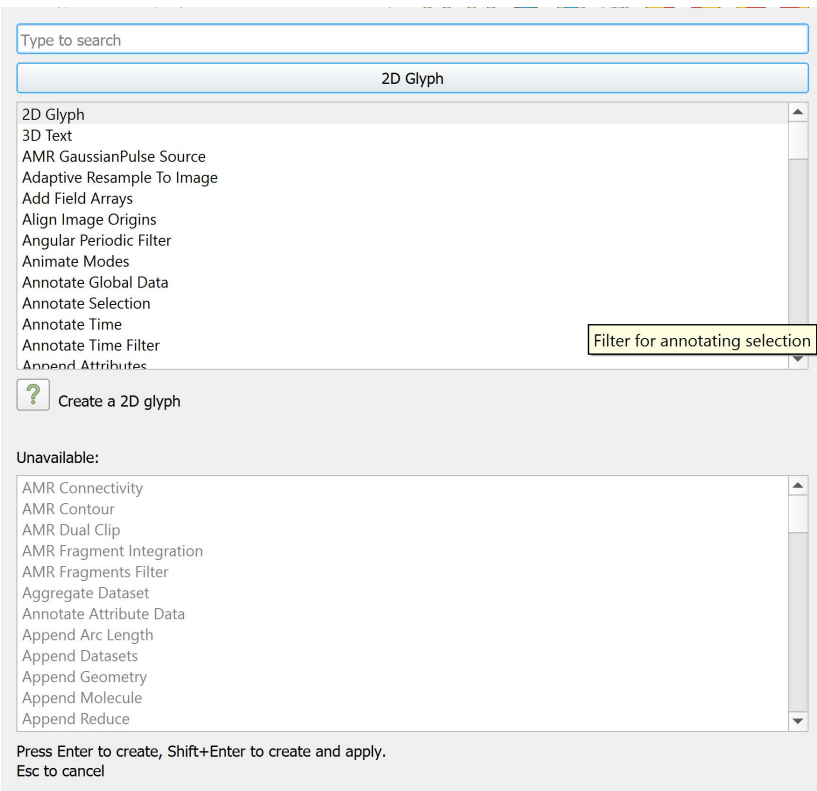 Type to search
2D Glyph
2D Glyph
3D Text
AMR GaussianPulse Source
Adaptive Resample To Image
Add Field Arrays
Align Image Origins
Angular Periodic Filter
Animate Modes
Annotate Global Data
Annotate Selection
Annotate Time
Filter for annotating selection
Annotate Time Filter
Append Attributes
? Create a 2D glyph
Unavailable:
AMR Connectivity
AMR Contour
AMR Dual Clip
AMR Fragment Integration
AMR Fragments Filter
Aggregate Dataset
Annotate Attribute Data
Append Arc Length
Append Datasets
Append Geometry
Append Molecule
Append Reduce
Press Enter to create, Shift+Enter to create and apply.
Esc to cancel